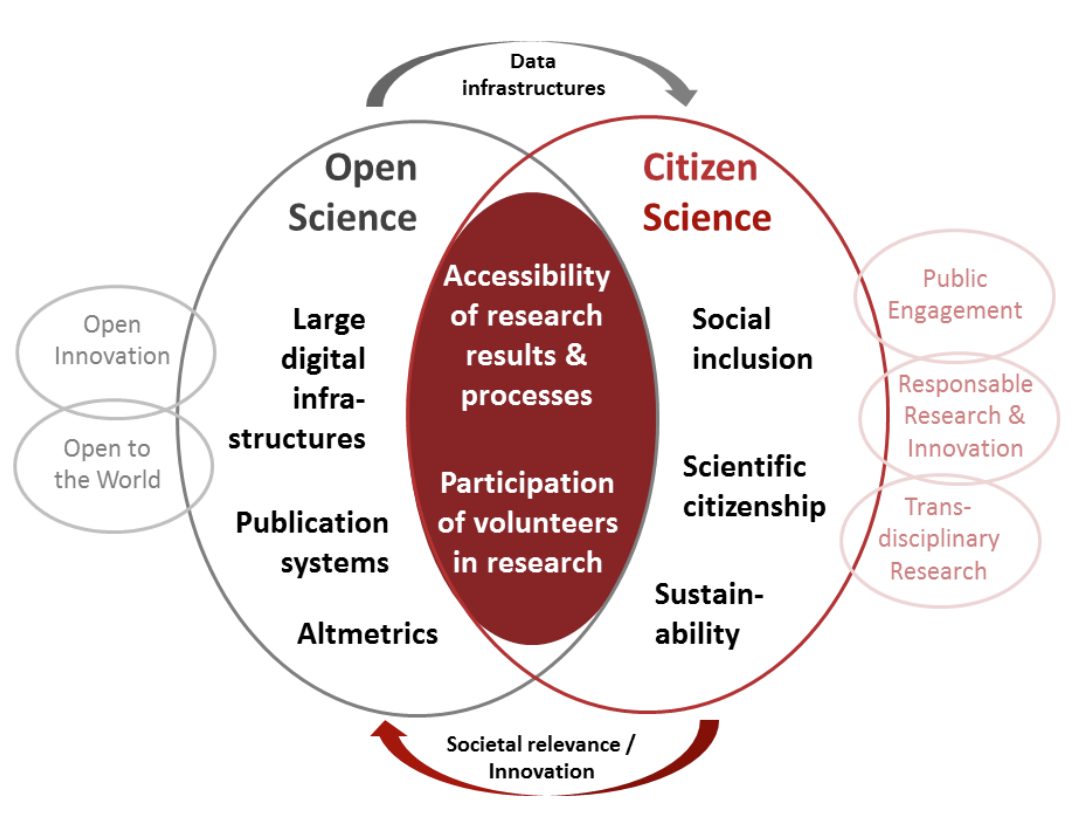 Data
infrastructures
Open
Science
Citizen
Science
Accessibility
of research
results &
processes
Participation
of volunteers
in research
Large
digital
infra-
structures
Publication
systems
Altmetrics
Social
inclusion
Scientific
citizenship
Sustain-
ability
Open
Innovation
Open to
the World
Public
Engagement
Responsable
Research &
Innovation
Trans-
disciplinary
Research
Societal relevance /
Innovation